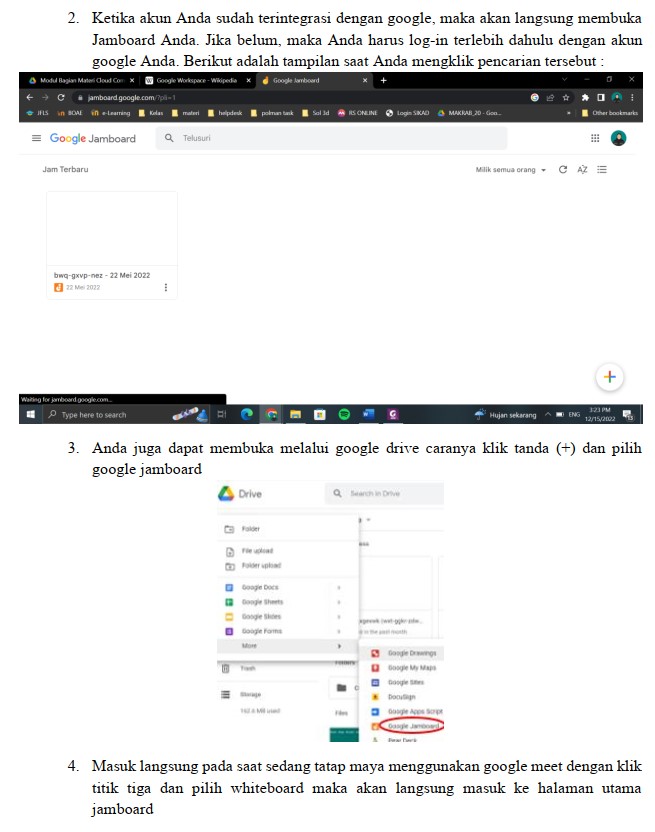 2. Ketika akun Anda sudah terintegrasi dengan google, maka akan langsung membuka
Jamboard Anda. Jika belum, maka Anda harus log-in terlebih dahulu dengan akun
google Anda. Berikut adalah tampilan saat Anda mengklik pencarian tersebut :
Modul Bagian Materi Cloud Com Google Workspace - Wikipedia Google Jamboard
jamboard.google.com/?pli=1
IFLS BOAE e-Learning Kelas materi helpdesk polman task Sol 3d RS ONLINE Login SIKAD MAKRAB_20 - Goo... » Other bookmarks
Google Jamboard Telusuri
Jam Terbaru Milik semua orang
bwq-gxvp-nez - 22 Mei 2022
22 Mei 2022
Waiting for jamboard.google.com...
Type here to search Hujan sekarang ENG 3:23 PM
12/15/2022
3. Anda juga dapat membuka melalui google drive caranya klik tanda (+) dan pilih
google jamboard
Drive Search in Drive
Folder
File upload
Folder upload
Google Docs
Google Sheets
Google Slides
Google Forms
in the past month
More
Google Drawings
Folders
Trash
Google My Maps
Google Sites
Storage
DocuSign
162.6 MB used
Files
Google Apps Script
Google Jamboard
Pear Deck
4. Masuk langsung pada saat sedang tatap maya menggunakan google meet dengan klik
titik tiga dan pilih whiteboard maka akan langsung masuk ke halaman utama
jamboard